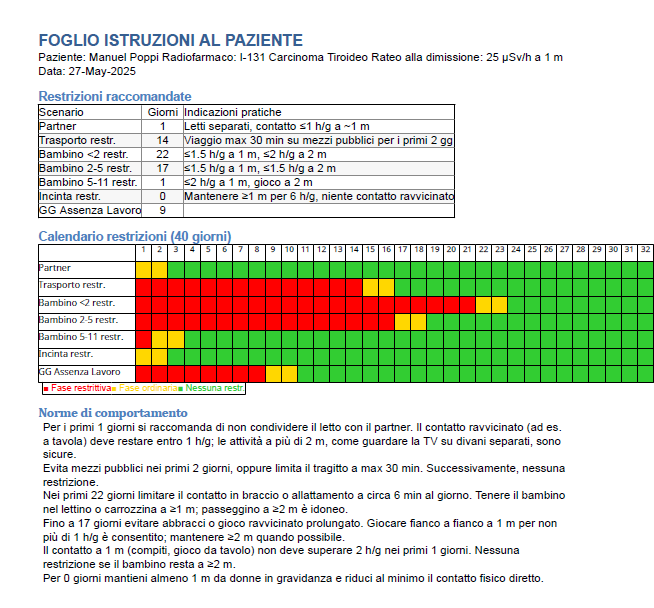 FOGLIO ISTRUZIONI AL PAZIENTE
Paziente: Manuel Poppi Radiofarmaco: I-131 Carcinoma Tiroideo Rateo alla dimissione: 25 µSv/h a 1 m
Data: 27-May-2025
Restrizioni raccomandate
Scenario Giorni Indicazioni pratiche
Partner 1 Letti separati, contatto ≤1 h/g a ~1 m
Trasporto restr. 14 Viaggio max 30 min su mezzi pubblici per i primi 2 gg
Bambino <2 restr. 22 ≤1.5 h/g a 1 m, ≤2 h/g a 2 m
Bambino 2-5 restr. 17 ≤1.5 h/g a 1 m, ≤1.5 h/g a 2 m
Bambino 5-11 restr. 1 ≤2 h/g a 1 m, gioco a 2 m
Incinta restr. 0 Mantenere ≥1 m per 6 h/g, niente contatto ravvicinato
GG Assenza Lavoro 9
Calendario restrizioni (40 giorni)
1 2 3 4 5 6 7 8 9 10 11 12 13 14 15 16 17 18 19 20 21 22 23 24 25 26 27 28 29 30 31 32
Partner
Trasporto restr.
Bambino <2 restr.
Bambino 2-5 restr.
Bambino 5-11 restr.
Incinta restr.
GG Assenza Lavoro
■ Fase restrittiva■ Fase ordinaria■ Nessuna restr.
Norme di comportamento
Per i primi 1 giorni si raccomanda di non condividere il letto con il partner. Il contatto ravvicinato (ad es.
a tavola) deve restare entro 1 h/g; le attività a più di 2 m, come guardare la TV su divani separati, sono
sicure.
Evita mezzi pubblici nei primi 2 giorni, oppure limita il tragitto a max 30 min. Successivamente, nessuna
restrizione.
Nei primi 22 giorni limitare il contatto in braccio o allattamento a circa 6 min al giorno. Tenere il bambino
nel lettino o carrozzina a ≥1 m; passeggino a ≥2 m è idoneo.
Fino a 17 giorni evitare abbracci o gioco ravvicinato prolungato. Giocare fianco a fianco a 1 m per non
più di 1 h/g è consentito; mantenere ≥2 m quando possibile.
Il contatto a 1 m (compiti, gioco da tavolo) non deve superare 2 h/g nei primi 1 giorni. Nessuna
restrizione se il bambino resta a ≥2 m.
Per 0 giorni mantieni almeno 1 m da donne in gravidanza e riduci al minimo il contatto fisico diretto.